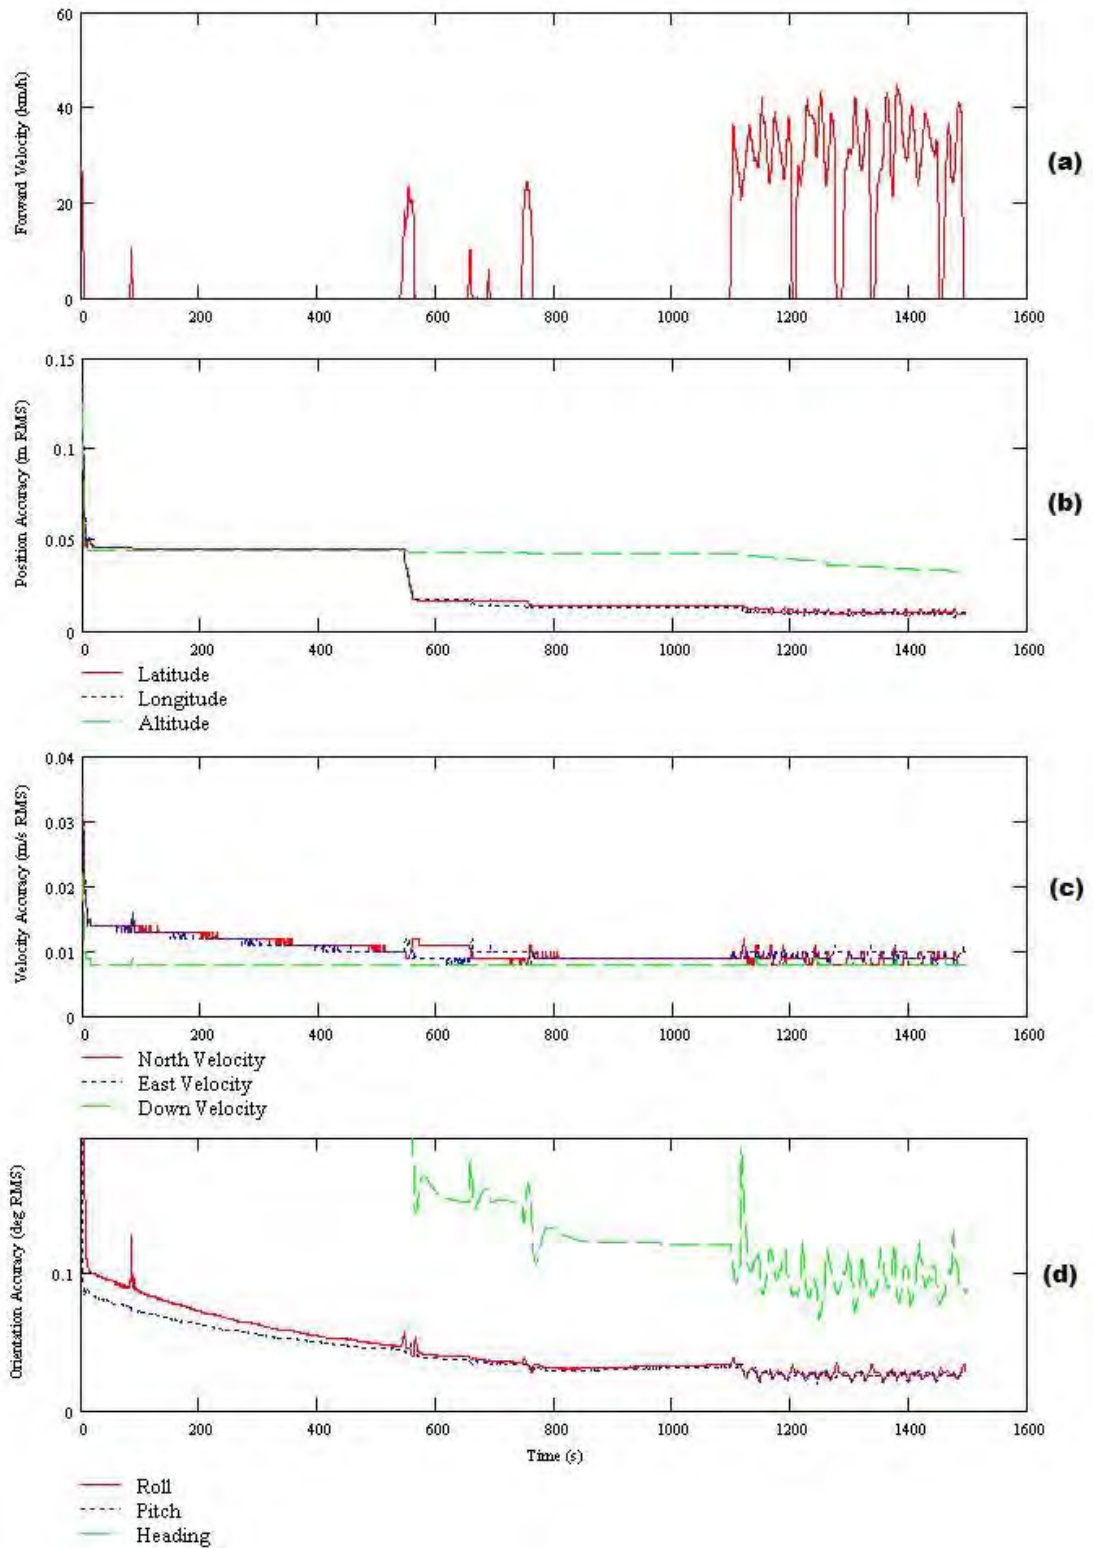 60
40
20
0
Forward Velocity (km/h)
0 200 400 600 800 1000 1200 1400 1600
(a)
0.15
0.1
0.05
0
Position Accuracy (m RMS)
0 200 400 600 800 1000 1200 1400 1600
(b)
Latitude
Longitude
Altitude
0.04
0.03
0.02
0.01
0
Velocity Accuracy (m/s RMS)
0 200 400 600 800 1000 1200 1400 1600
(c)
North Velocity
East Velocity
Down Velocity
0.1
0
Orientation Accuracy (deg RMS)
0 200 400 600 800 1000 1200 1400 1600
Time (s)
(d)
Roll
Pitch
Heading